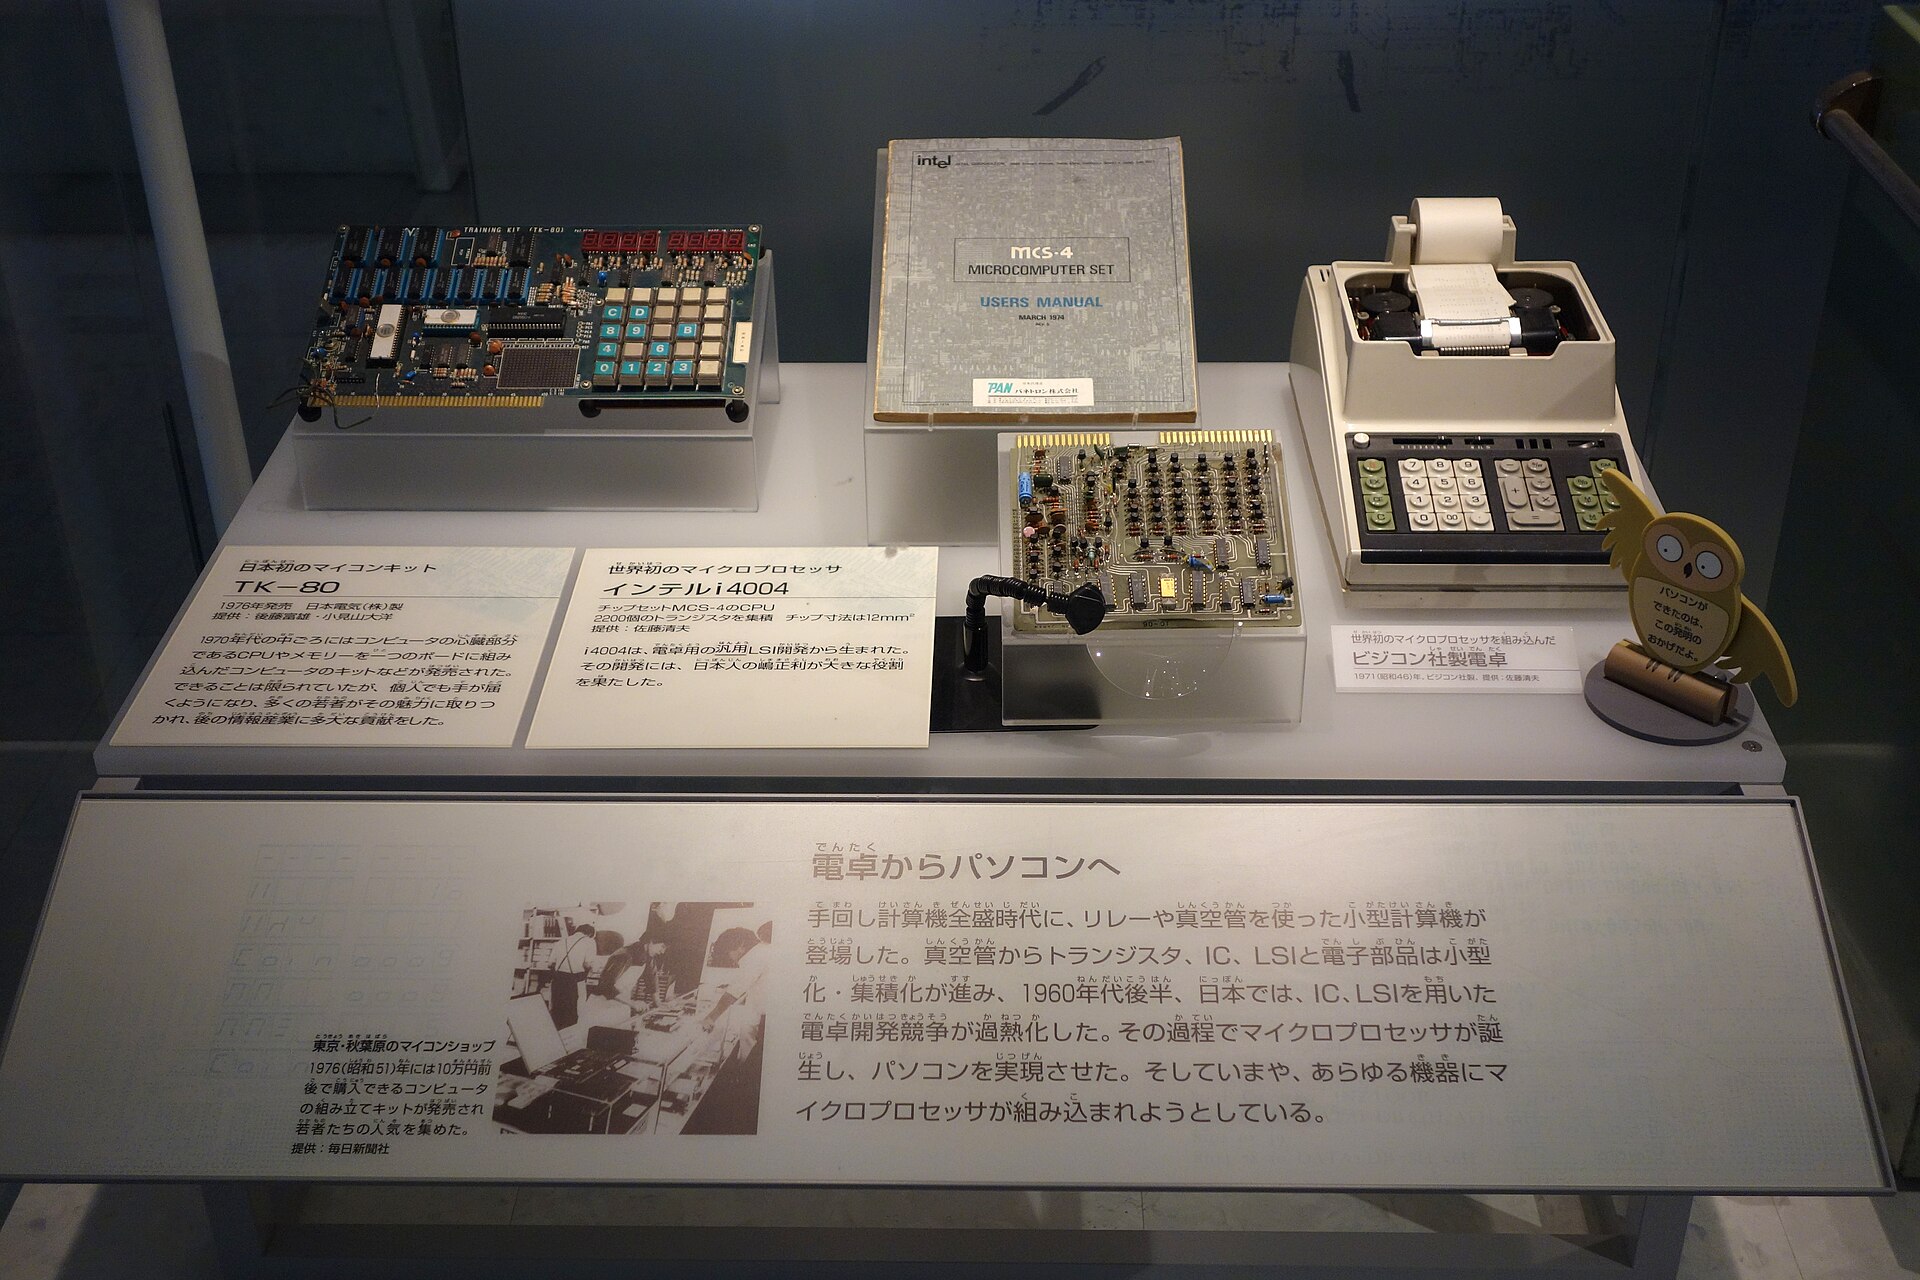 TRAINING KIT (TK-80)
C D
8 9 B
4 6
0 1 2 3
intel
MCS-4
MICROCOMPUTER SET
USERS MANUAL
MARCH 1974
PAN パネトロン株式会社
7 8 9
4 5 6
1 2 3
0 00
日本初のマイコンキット
TK-80
1976年発売 日本電気(株)製
提供：後藤富雄・小見山大洋
1970年代の中ごろにはコンピュータの心臓部分
であるCPUやメモリーを一つのボードに組み
込んだコンピュータのキットなどが発売された。
できることは限られていたが、個人でも手が届
くようになり、多くの若者がその魅力に取りつ
かれ、後の情報産業に多大な貢献をした。
世界初のマイクロプロセッサ
インテルi4004
チップセットMCS-4のCPU
2200個のトランジスタを集積 チップ寸法は12mm²
提供：佐藤清夫
i4004は、電卓用の汎用LSI開発から生まれた。
その開発には、日本人の嶋正利が大きな役割
を果たした。
世界初のマイクロプロセッサを組み込んだ
ビジコン社製電卓
1971(昭和46)年、ビジコン社製、提供：佐藤清夫
パソコンが
できたのは、
この発明の
おかげだよ。
電卓からパソコンへ
手回し計算機全盛時代に、リレーや真空管を使った小型計算機が
登場した。真空管からトランジスタ、IC、LSIと電子部品は小型
化・集積化が進み、1960年代後半、日本では、IC、LSIを用いた
電卓開発競争が過熱化した。その過程でマイクロプロセッサが誕
生し、パソコンを実現させた。そしていまや、あらゆる機器にマ
イクロプロセッサが組み込まれようとしている。
東京・秋葉原のマイコンショップ
1976(昭和51)年には10万円前
後で購入できるコンピュータ
の組み立てキットが発売され
若者たちの人気を集めた。
提供：毎日新聞社